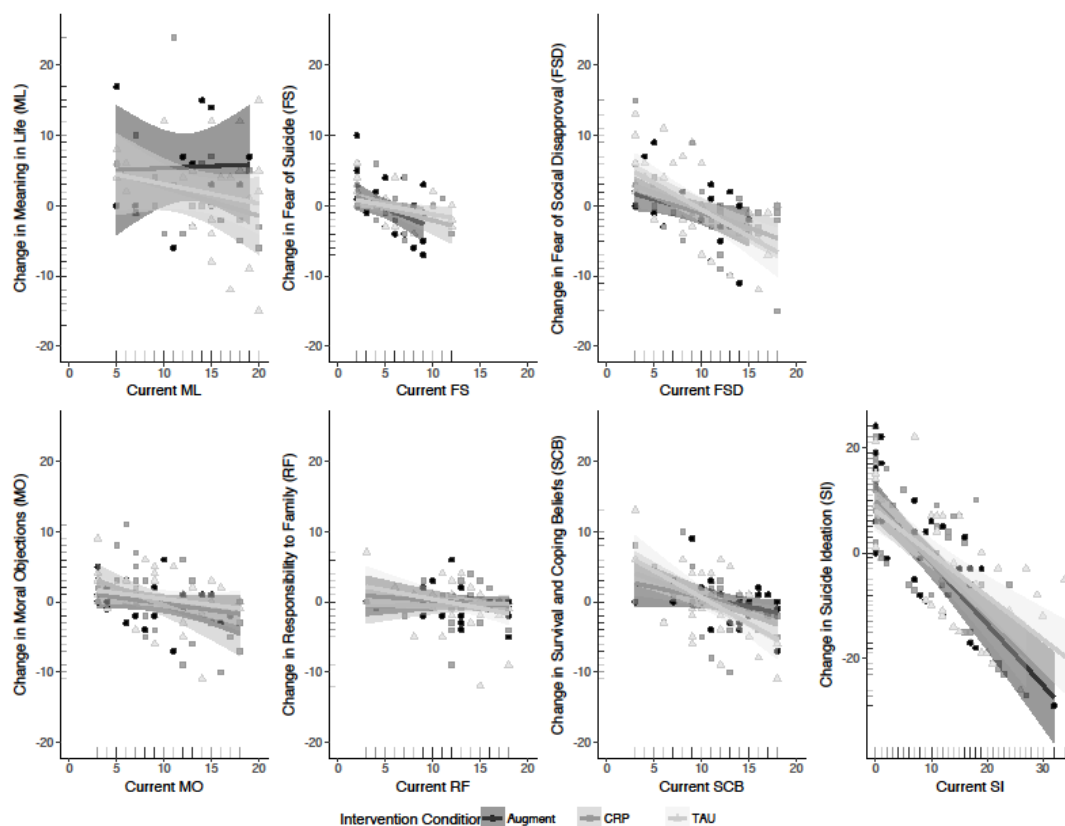 Change in Meaning in Life (ML)
20
10
0
-10
-20
0 5 10 15 20
Current ML
Change in Fear of Suicide (FS)
20
10
0
-10
-20
0 5 10 15 20
Current FS
Change in Fear of Social Disapproval (FSD)
20
10
0
-10
-20
0 5 10 15 20
Current FSD
Change in Moral Objections (MO)
20
10
0
-10
-20
0 5 10 15 20
Current MO
Change in Responsibility to Family (RF)
20
10
0
-10
-20
0 5 10 15 20
Current RF
Change in Survival and Coping Beliefs (SCB)
20
10
0
-10
-20
0 5 10 15 20
Current SCB
Change in Suicide Ideation (SI)
20
0
-20
0 10 20 30
Current SI
Intervention Condition Augment CRP TAU